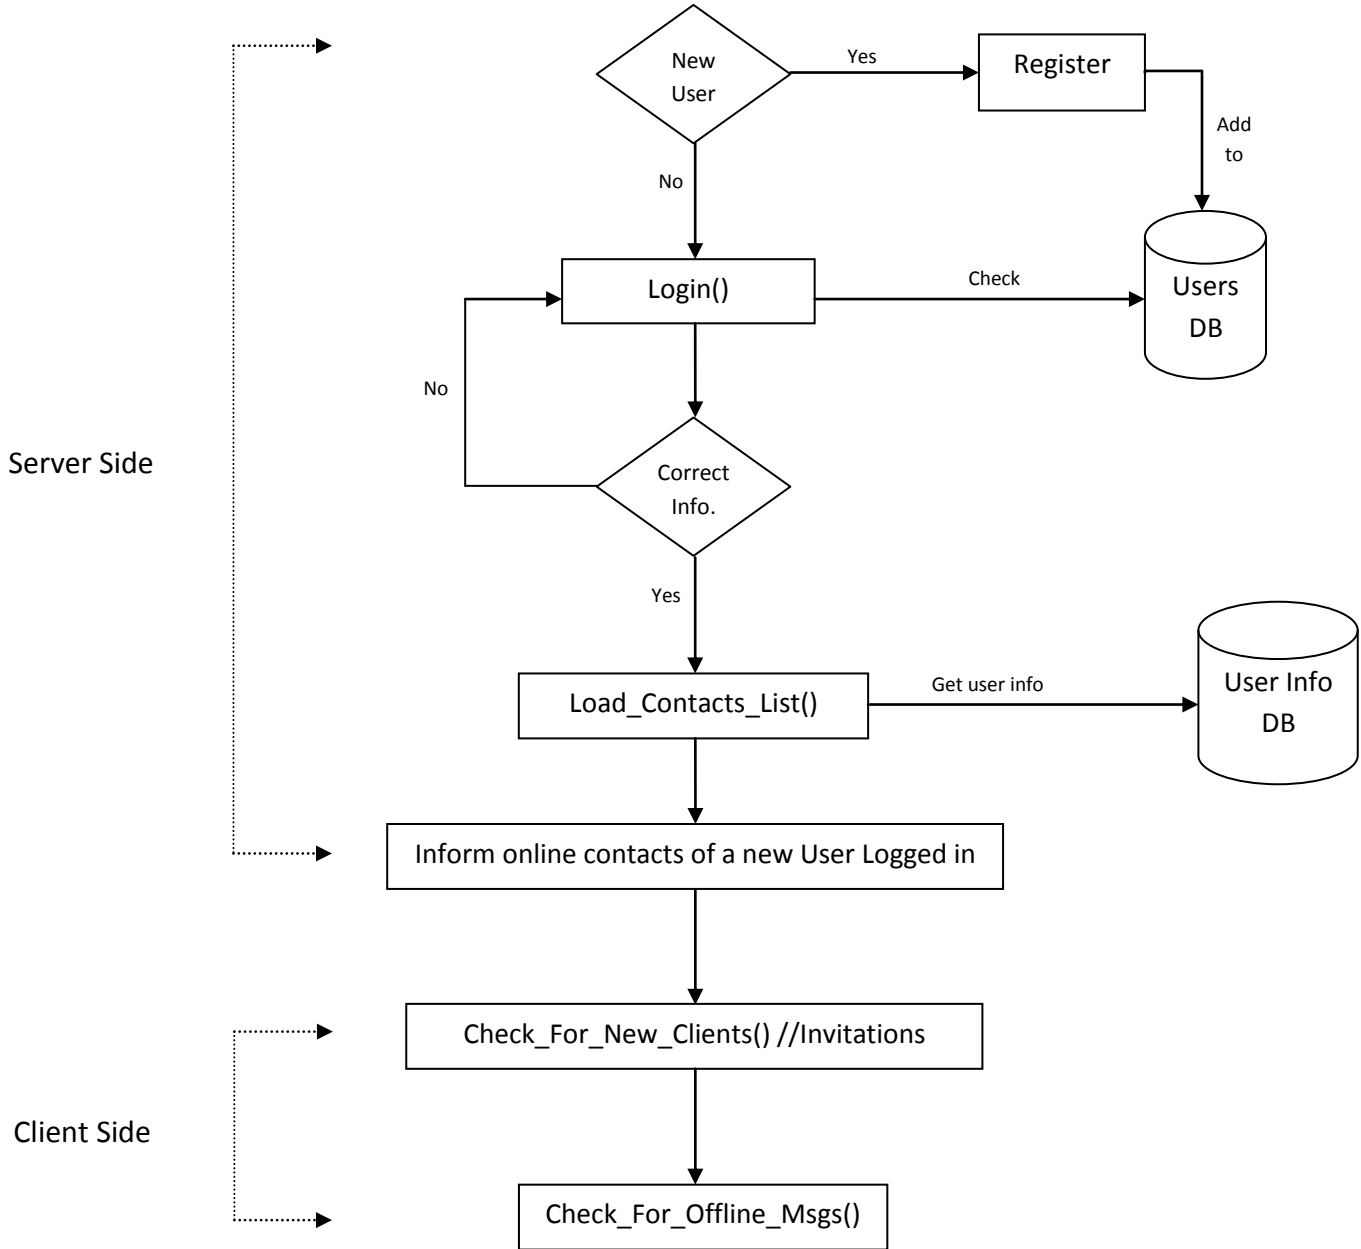 New
User
Yes
Register
Add
to
No
Login()
Check
Users
DB
No
Server Side
Correct
Info.
Yes
Load_Contacts_List()
Get user info
User Info
DB
Inform online contacts of a new User Logged in
Check_For_New_Clients() //Invitations
Client Side
Check_For_Offline_Msgs()